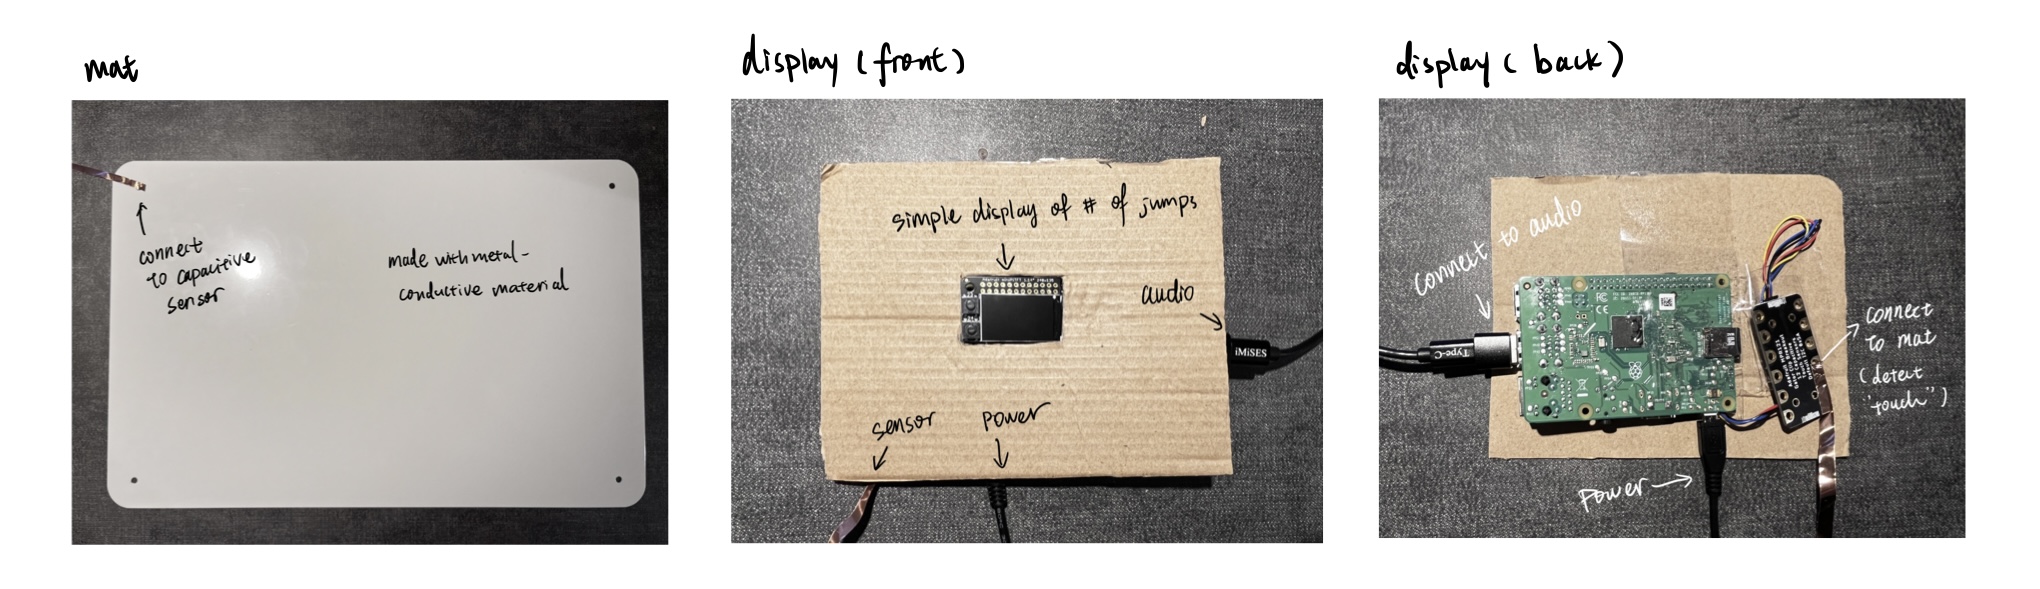 mat
connect
to capacitive
sensor
made with metal-
conductive material
display (front)
simple display of # of jumps
audio
iMISES
sensor
power
display (back)
connect to audio
Type-C
connect
to mat
(detect
"touch")
power